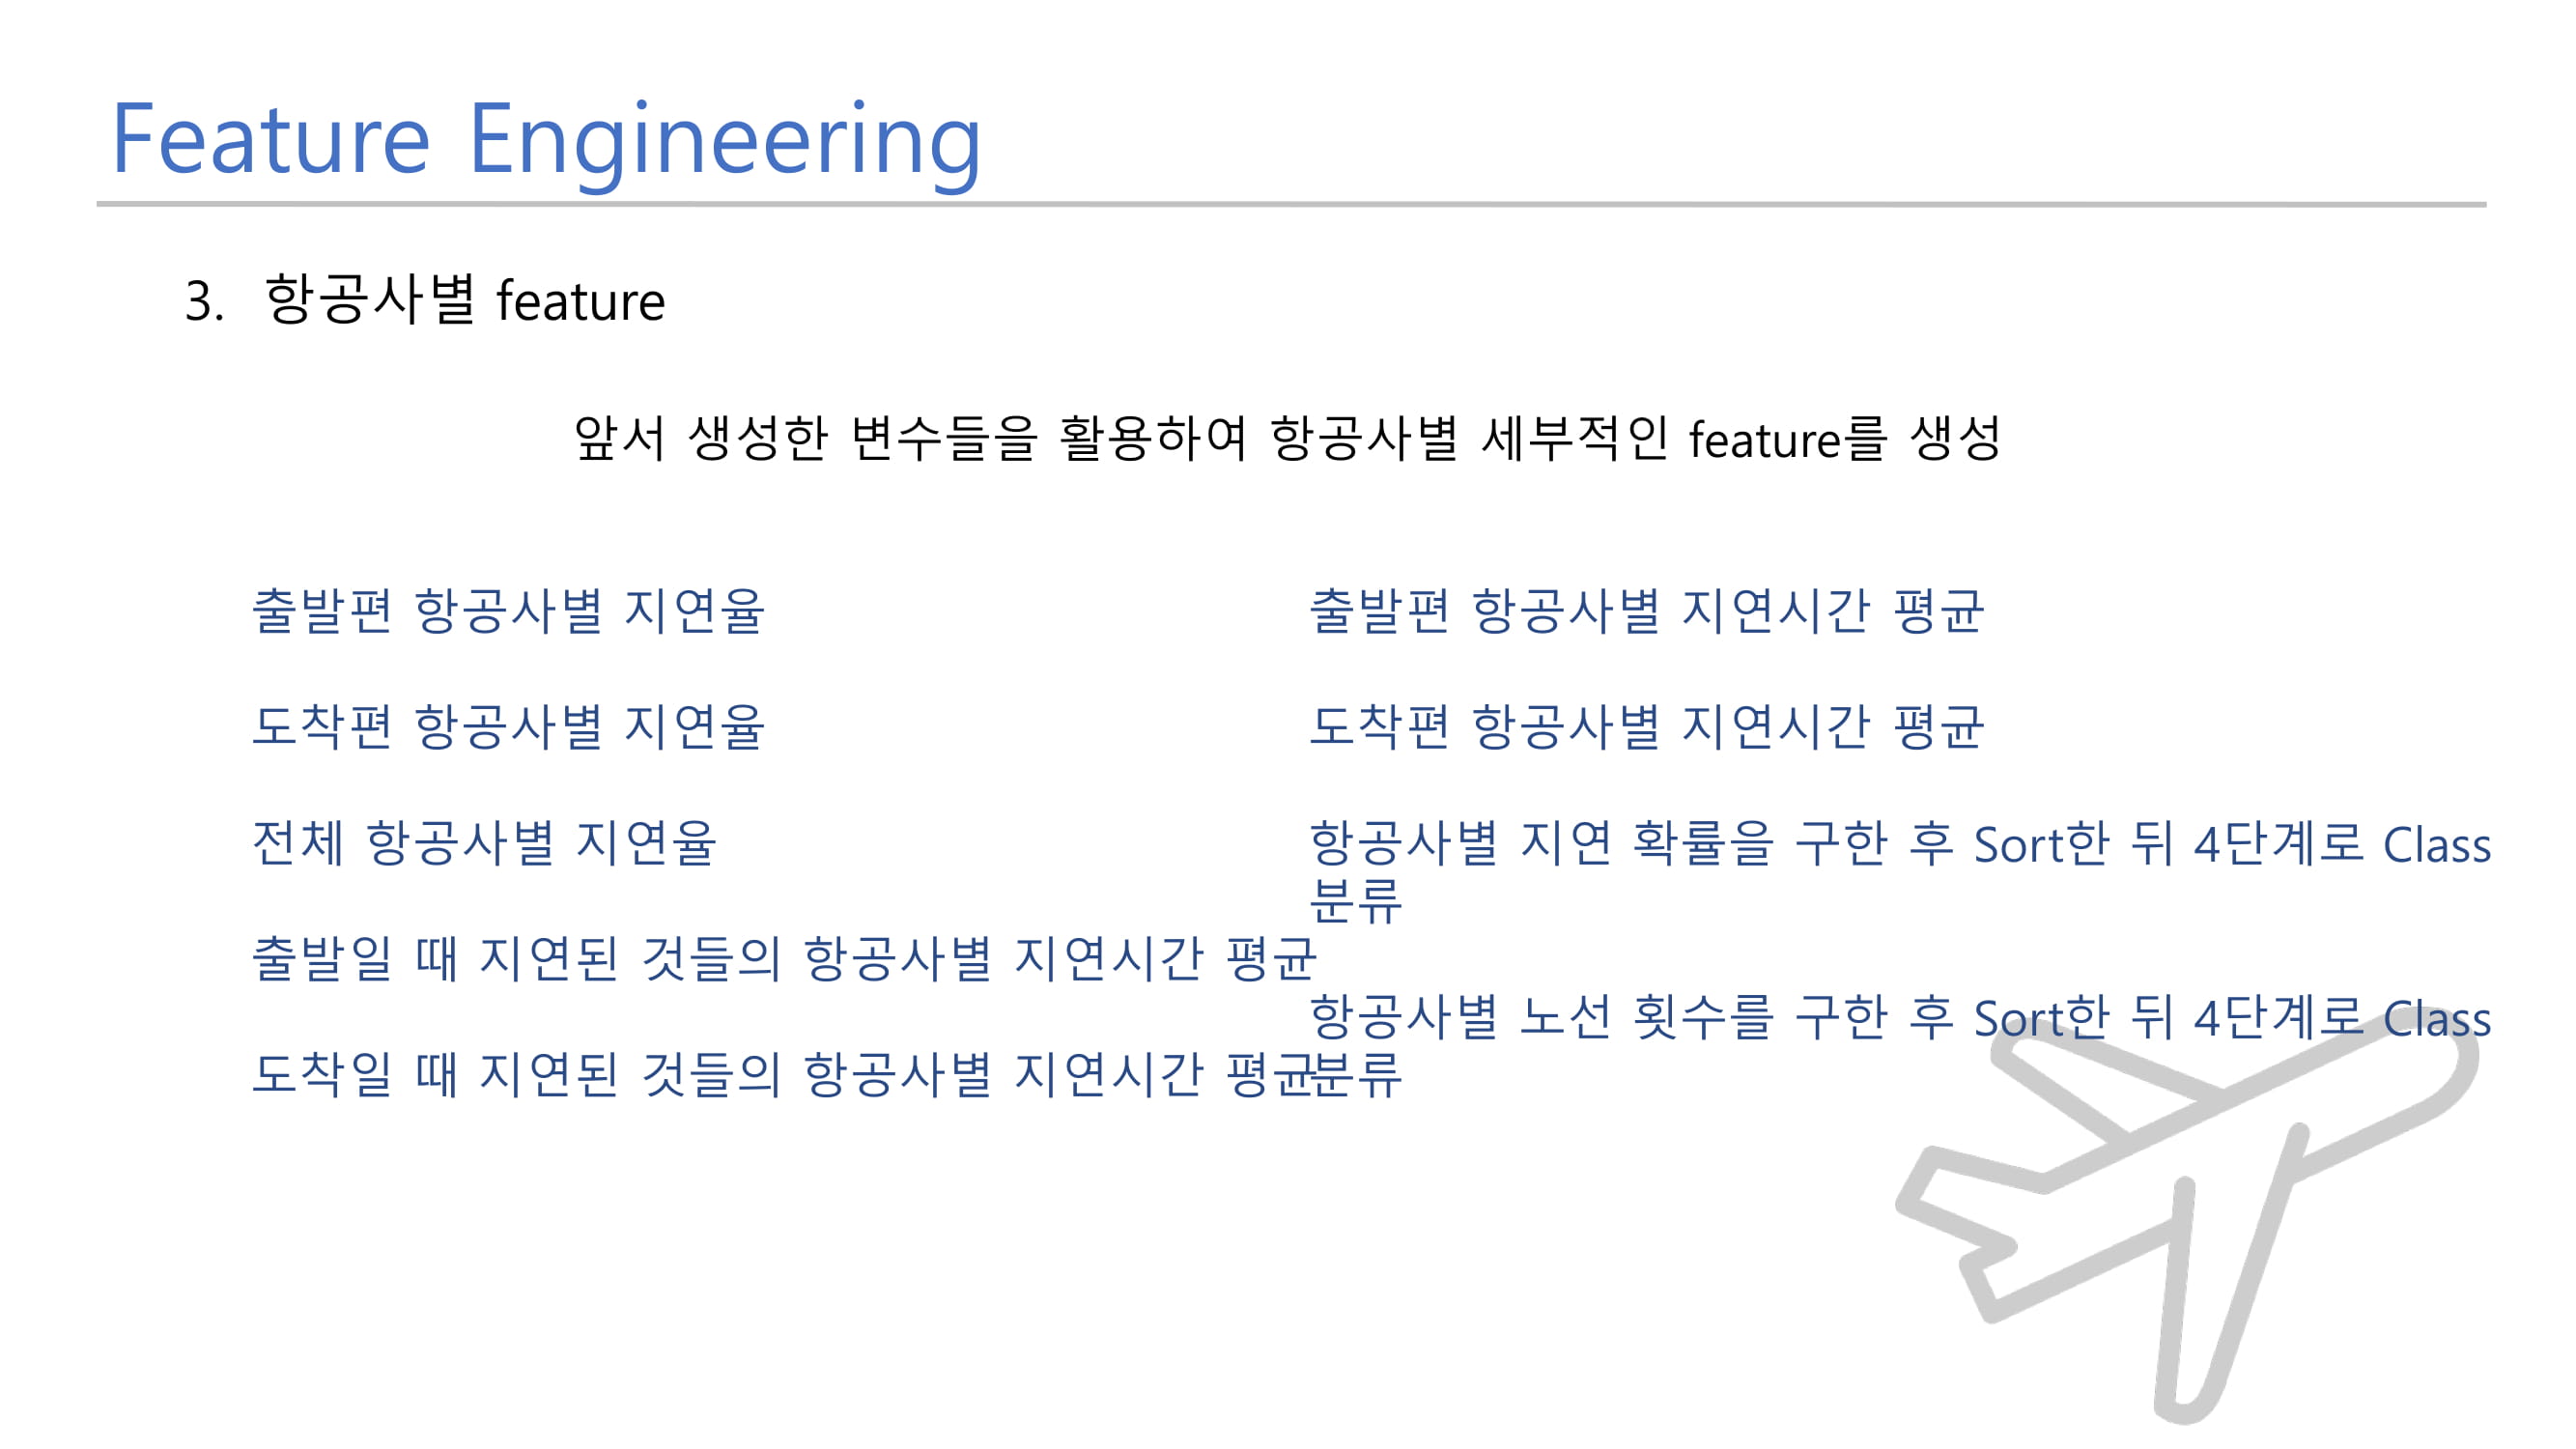 Feature Engineering
3. 항공사별 feature
앞서 생성한 변수들을 활용하여 항공사별 세부적인 feature를 생성
출발편 항공사별 지연율
도착편 항공사별 지연율
전체 항공사별 지연율
출발일 때 지연된 것들의 항공사별 지연시간 평균
도착일 때 지연된 것들의 항공사별 지연시간 평균
출발편 항공사별 지연시간 평균
도착편 항공사별 지연시간 평균
항공사별 지연 확률을 구한 후 Sort한 뒤 4단계로 Class
분류
항공사별 노선 횟수를 구한 후 Sort한 뒤 4단계로 Class
분류